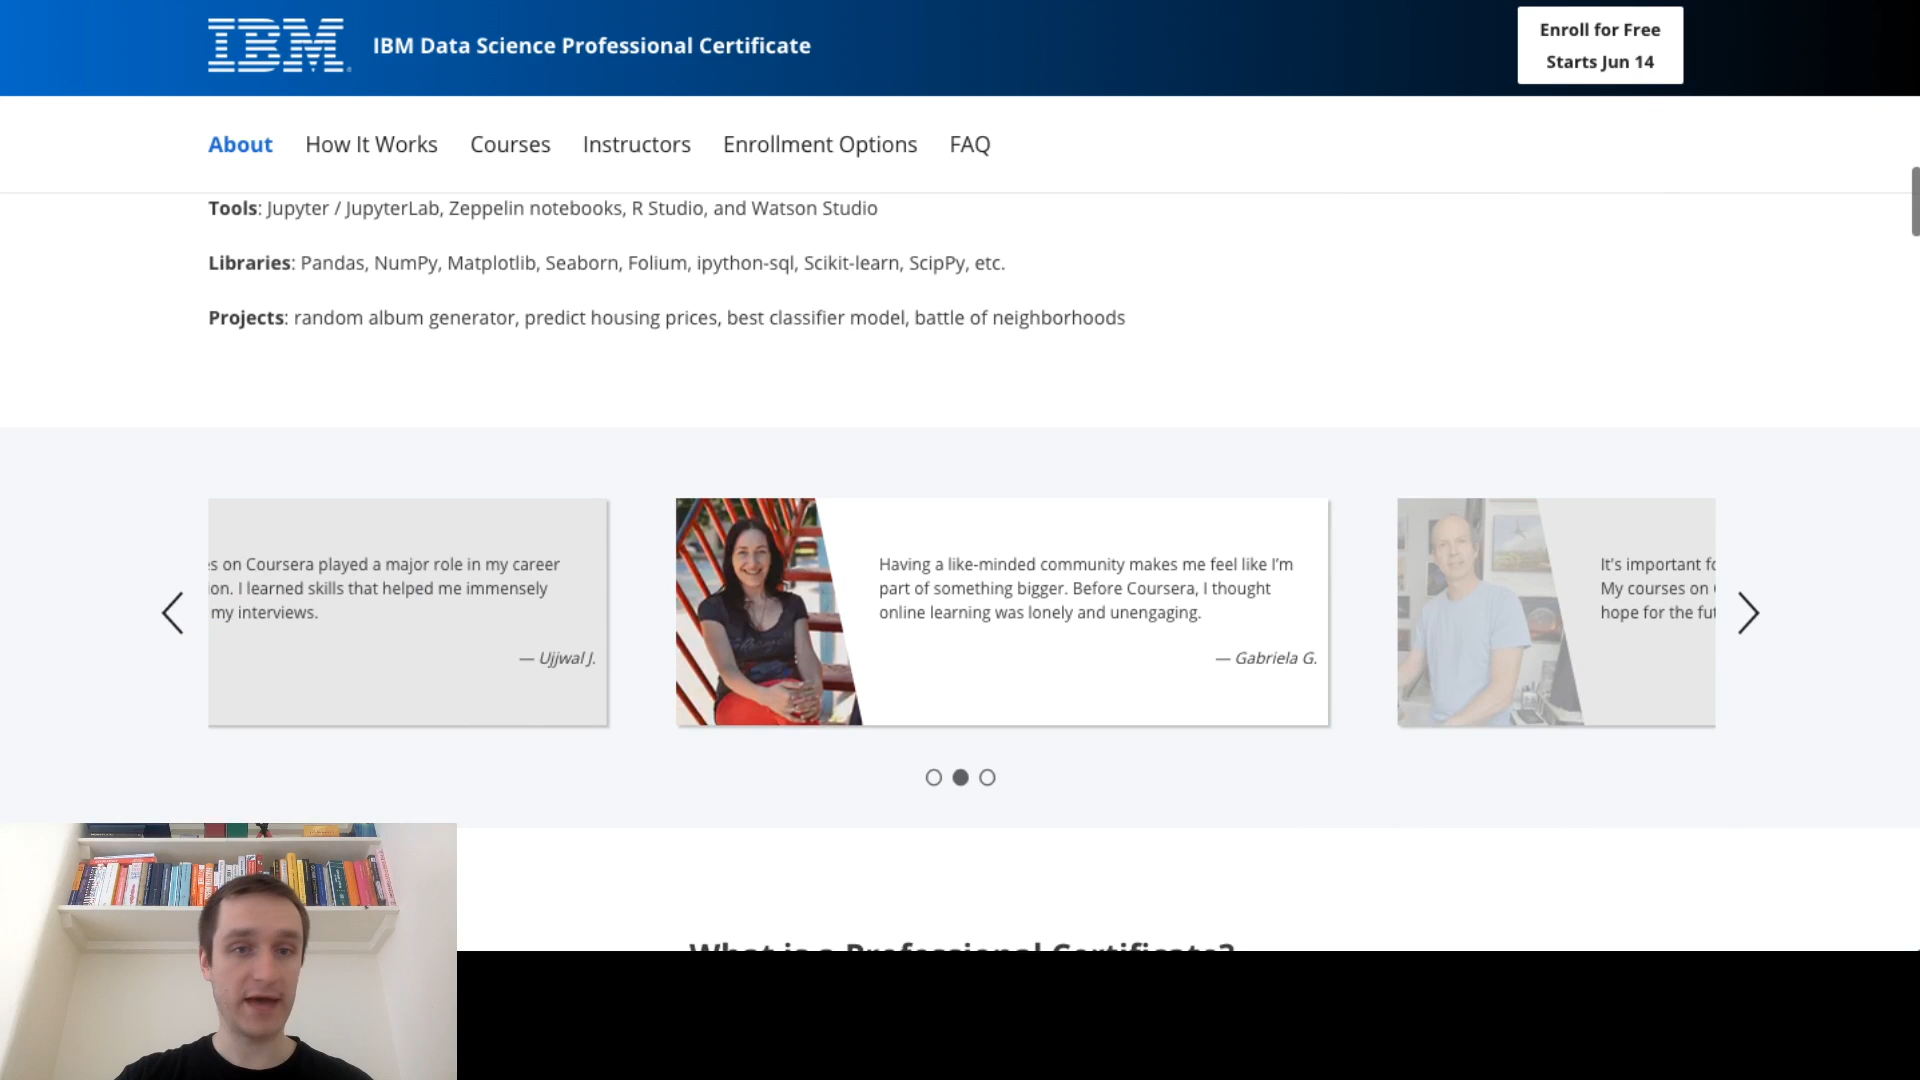 IBM
IBM Data Science Professional Certificate
Enroll for Free
Starts Jun 14
About How It Works Courses Instructors Enrollment Options FAQ
Tools: Jupyter / JupyterLab, Zeppelin notebooks, R Studio, and Watson Studio
Libraries: Pandas, NumPy, Matplotlib, Seaborn, Folium, ipython-sql, Scikit-learn, ScipPy, etc.
Projects: random album generator, predict housing prices, best classifier model, battle of neighborhoods
s on Coursera played a major role in my career
on. I learned skills that helped me immensely
my interviews.
— Ujjwal J.
Having a like-minded community makes me feel like I’m
part of something bigger. Before Coursera, I thought
online learning was lonely and unengaging.
— Gabriela G.
It's important
My courses on
hope for the
What is a Professional Certificate?